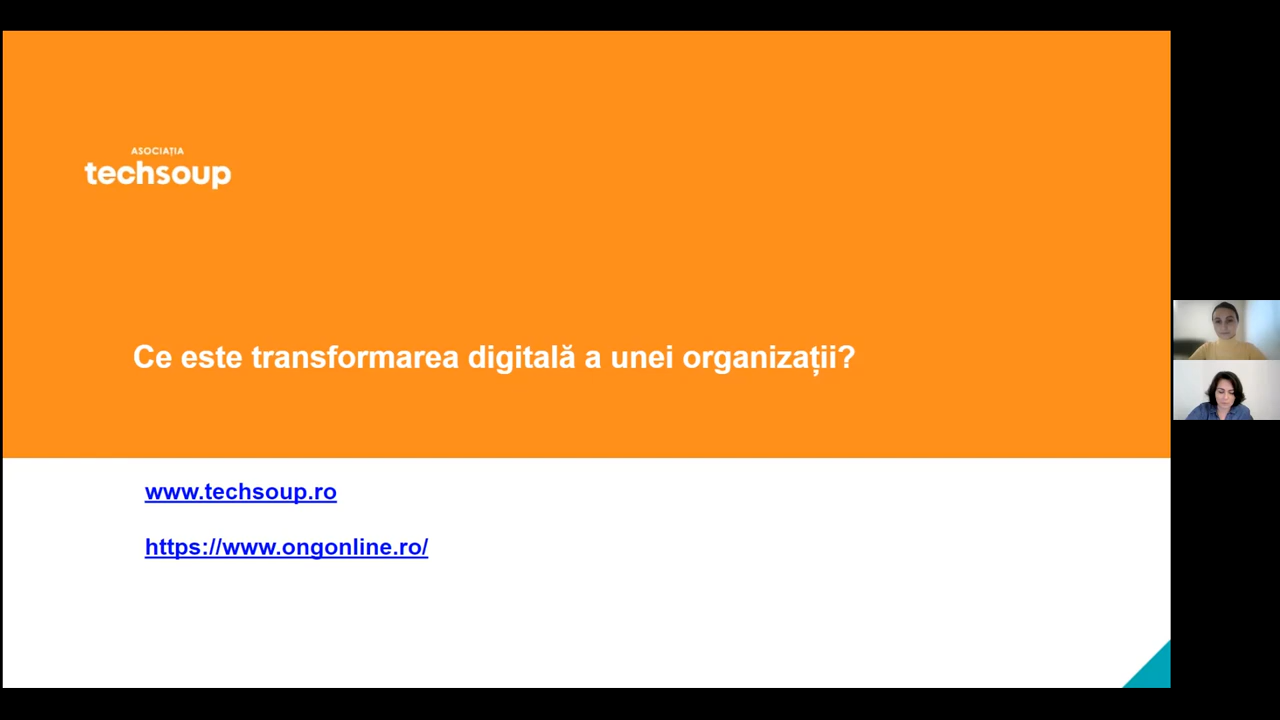 ASOCIAȚIA
techsoup
Ce este transformarea digitală a unei organizații?
www.techsoup.ro
https://www.ongonline.ro/